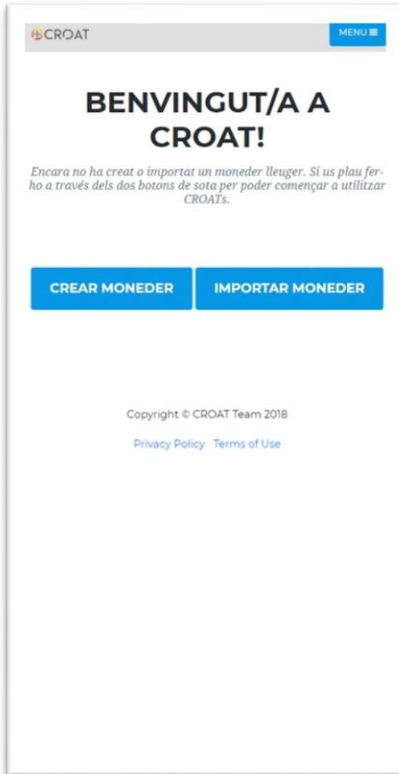 CROAT
MENU
BENVINGUT/A A
CROAT!
Encara no ha creat o importat un moneder lleuger. Sí us plau fer-
ho a través dels dos botons de sota per poder començar a utilitzar
CROATs.
CREAR MONEDER
IMPORTAR MONEDER
Copyright © CROAT Team 2018
Privacy Policy Terms of Use